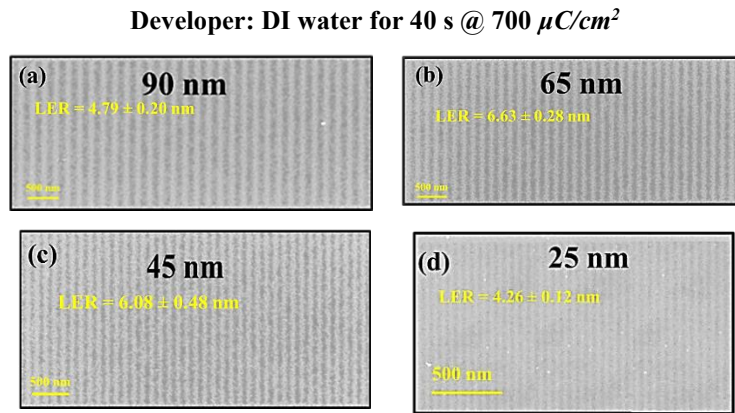 Developer: DI water for 40 s @ 700 μC/cm²
(a)
90 nm
LER = 4.79 ± 0.20 nm
500 nm
(b)
65 nm
LER = 6.63 ± 0.28 nm
500 nm
(c)
45 nm
LER = 6.08 ± 0.48 nm
500 nm
(d)
25 nm
LER = 4.26 ± 0.12 nm
500 nm